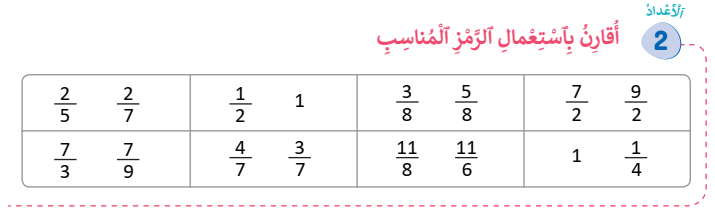 ٱلْأَعْدادُ
2 أُقارِنُ بِٱسْتِعْمالِ ٱلرَّمْزِ ٱلْمُناسِبِ
2/5 2/7 1/2 1 3/8 5/8 7/2 9/2
7/3 7/9 4/7 3/7 11/8 11/6 1 1/4